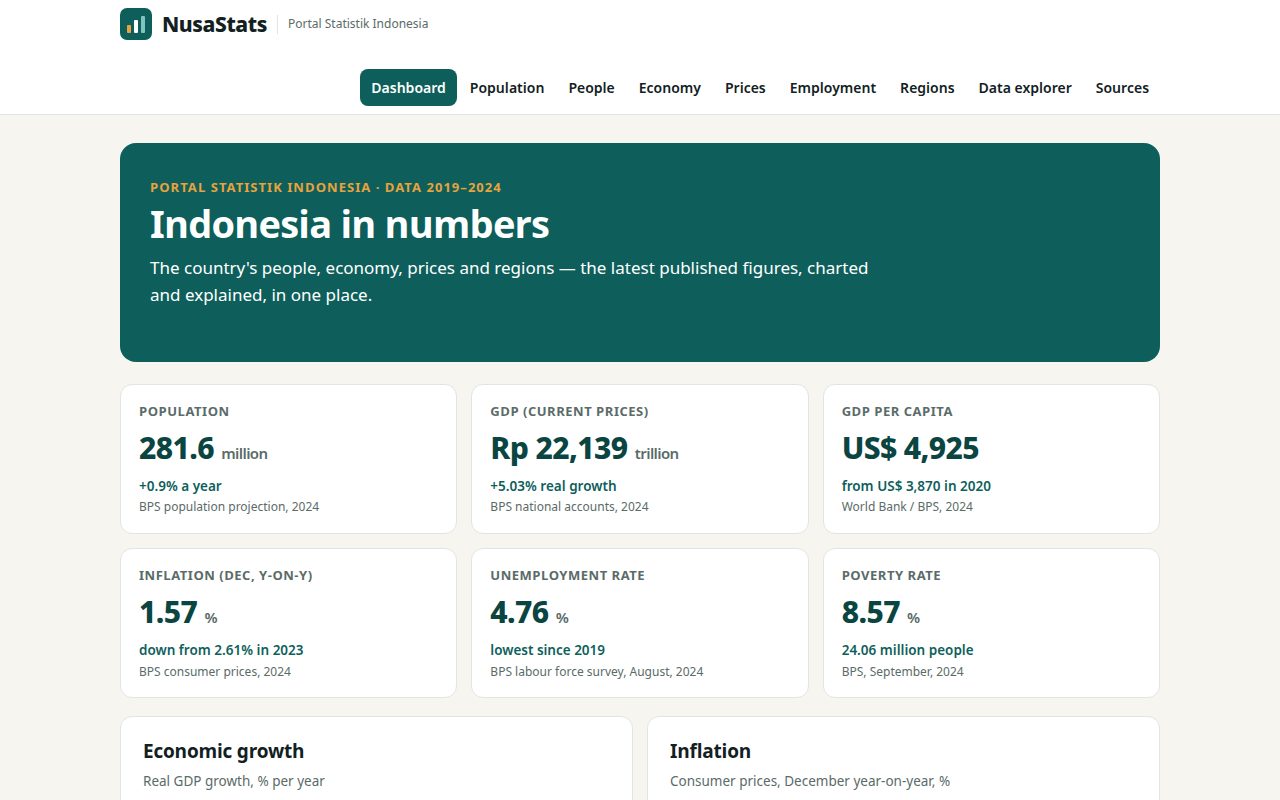 NusaStats
Portal Statistik Indonesia
Dashboard
Population
People
Economy
Prices
Employment
Regions
Data explorer
Sources
PORTAL STATISTIK INDONESIA · DATA 2019–2024
Indonesia in numbers
The country's people, economy, prices and regions — the latest published figures, charted
and explained, in one place.
POPULATION
281.6 million
+0.9% a year
BPS population projection, 2024
GDP (CURRENT PRICES)
Rp 22,139 trillion
+5.03% real growth
BPS national accounts, 2024
GDP PER CAPITA
US$ 4,925
from US$ 3,870 in 2020
World Bank / BPS, 2024
INFLATION (DEC, Y-ON-Y)
1.57 %
down from 2.61% in 2023
BPS consumer prices, 2024
UNEMPLOYMENT RATE
4.76 %
lowest since 2019
BPS labour force survey, August, 2024
POVERTY RATE
8.57 %
24.06 million people
BPS, September, 2024
Economic growth
Real GDP growth, % per year
Inflation
Consumer prices, December year-on-year, %